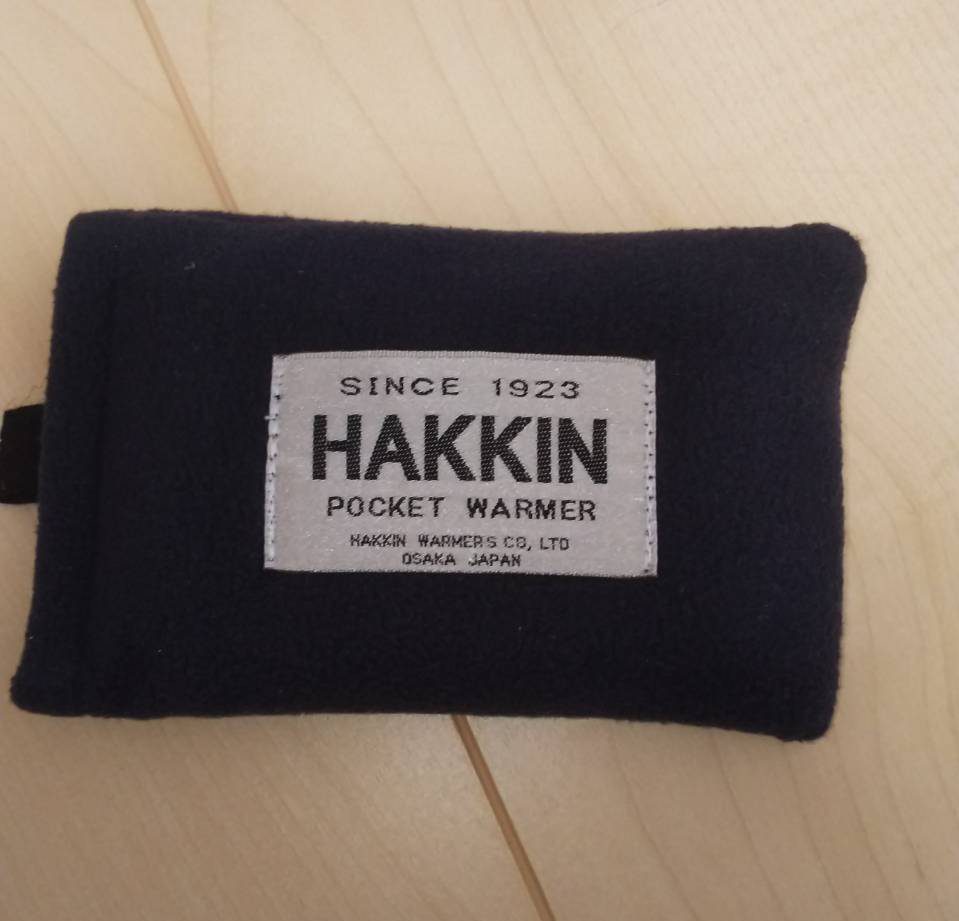 SINCE 1923
HAKKIN
POCKET WARMER
HAKKIN WARMERS CO, LTD
OSAKA JAPAN